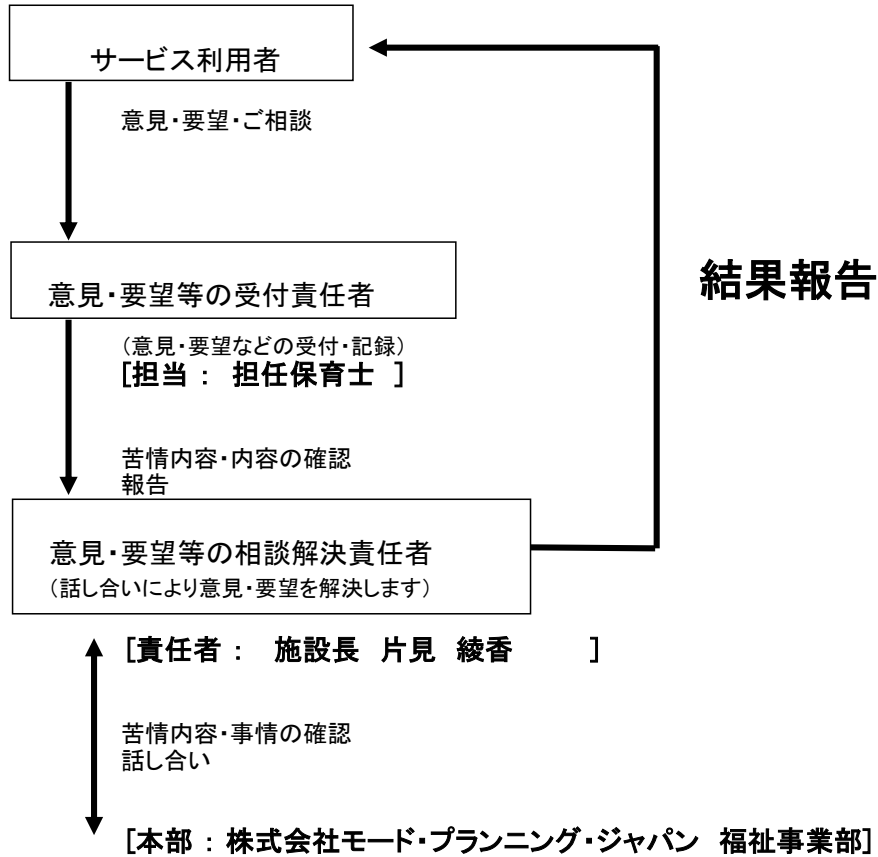 サービス利用者
意見・要望・ご相談
意見・要望等の受付責任者
（意見・要望などの受付・記録）
[担当 ： 担任保育士 ]
苦情内容・内容の確認
報告
意見・要望等の相談解決責任者
（話し合いにより意見・要望を解決します）
[責任者 ： 施設長 片見 綾香 ]
苦情内容・事情の確認
話し合い
[本部 ： 株式会社モード・プランニング・ジャパン 福祉事業部]
結果報告